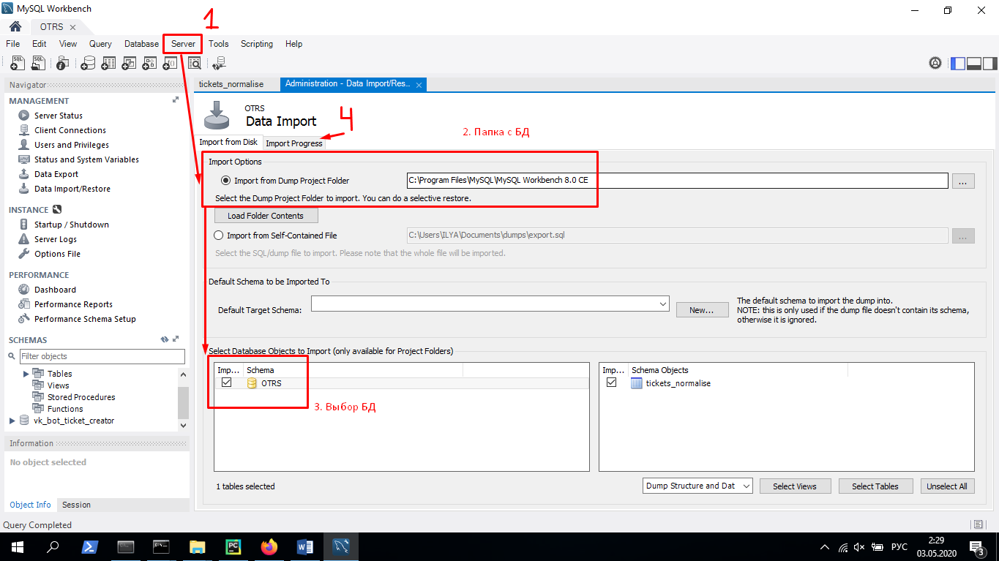 MySQL Workbench
1
OTRS
File Edit View Query Database Server Tools Scripting Help
Navigator
MANAGEMENT
Server Status
Client Connections
Users and Privileges
Status and System Variables
Data Export
Data Import/Restore
INSTANCE
Startup / Shutdown
Server Logs
Options File
PERFORMANCE
Dashboard
Performance Reports
Performance Schema Setup
SCHEMAS
Filter objects
Tables
Views
Stored Procedures
Functions
vk_bot_ticket_creator
Information
No object selected
Object Info Session
tickets_normalise Administration - Data Import/Res...
OTRS
Data Import
4
2. Папка с БД
Import from Disk Import Progress
Import Options
Import from Dump Project Folder C:\Program Files\MySQL\MySQL Workbench 8.0 CE ...
Select the Dump Project Folder to import. You can do a selective restore.
Load Folder Contents
Import from Self-Contained File C:\Users\ILYA\Documents\dumps\export.sql ...
Select the SQL/dump file to import. Please note that the whole file will be imported.
Default Schema to be Imported To
Default Target Schema: New...
The default schema to import the dump into.
NOTE: this is only used if the dump file doesn't contain its schema,
otherwise it is ignored.
Select Database Objects to Import (only available for Project Folders)
Imp... Schema
OTRS
3. Выбор БД
Imp... Schema Objects
tickets_normalise
1 tables selected
Dump Structure and Dat Select Views Select Tables Unselect All
Query Completed
РУС
2:29
03.05.2020
3